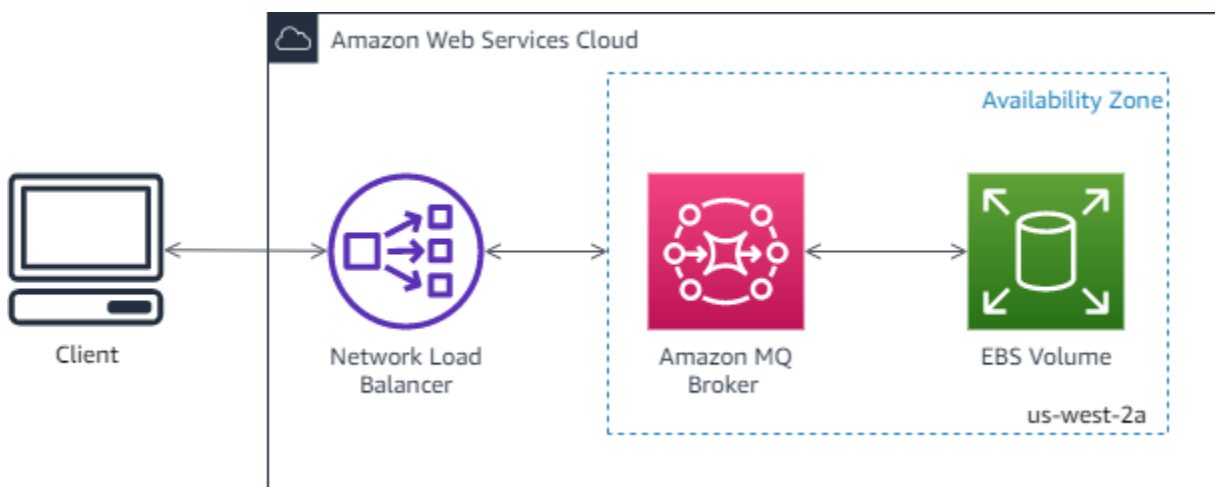 Amazon Web Services Cloud
Availability Zone
Client
Network Load
Balancer
Amazon MQ
Broker
EBS Volume
us-west-2a